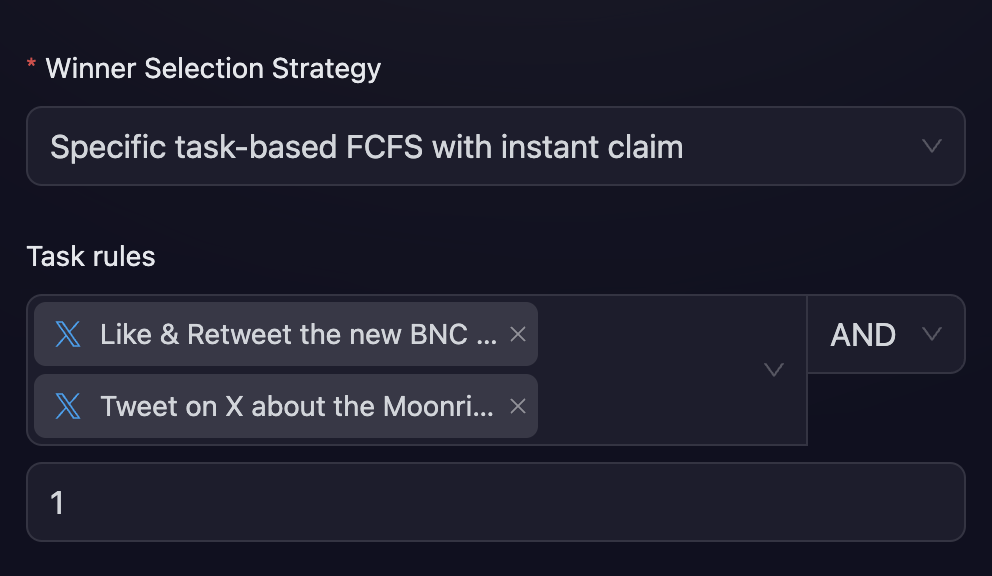 * Winner Selection Strategy
Specific task-based FCFS with instant claim
Task rules
Like & Retweet the new BNC ...
AND
Tweet on X about the Moonri...
1